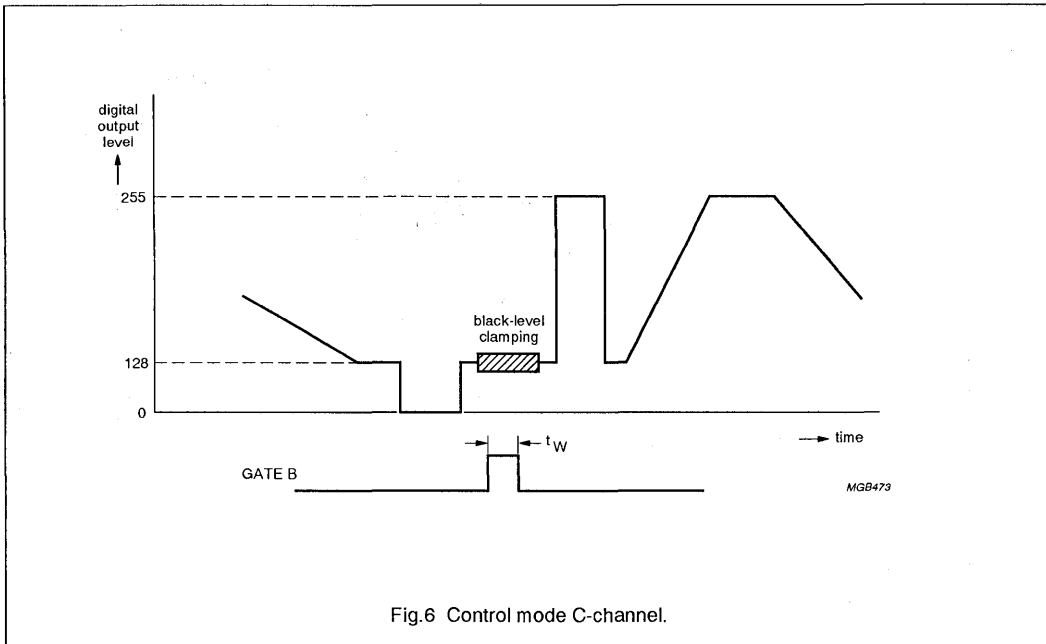 digital
output
level
255
black-level
clamping
128
0
time
tW
GATE B
MGB473
Fig.6 Control mode C-channel.